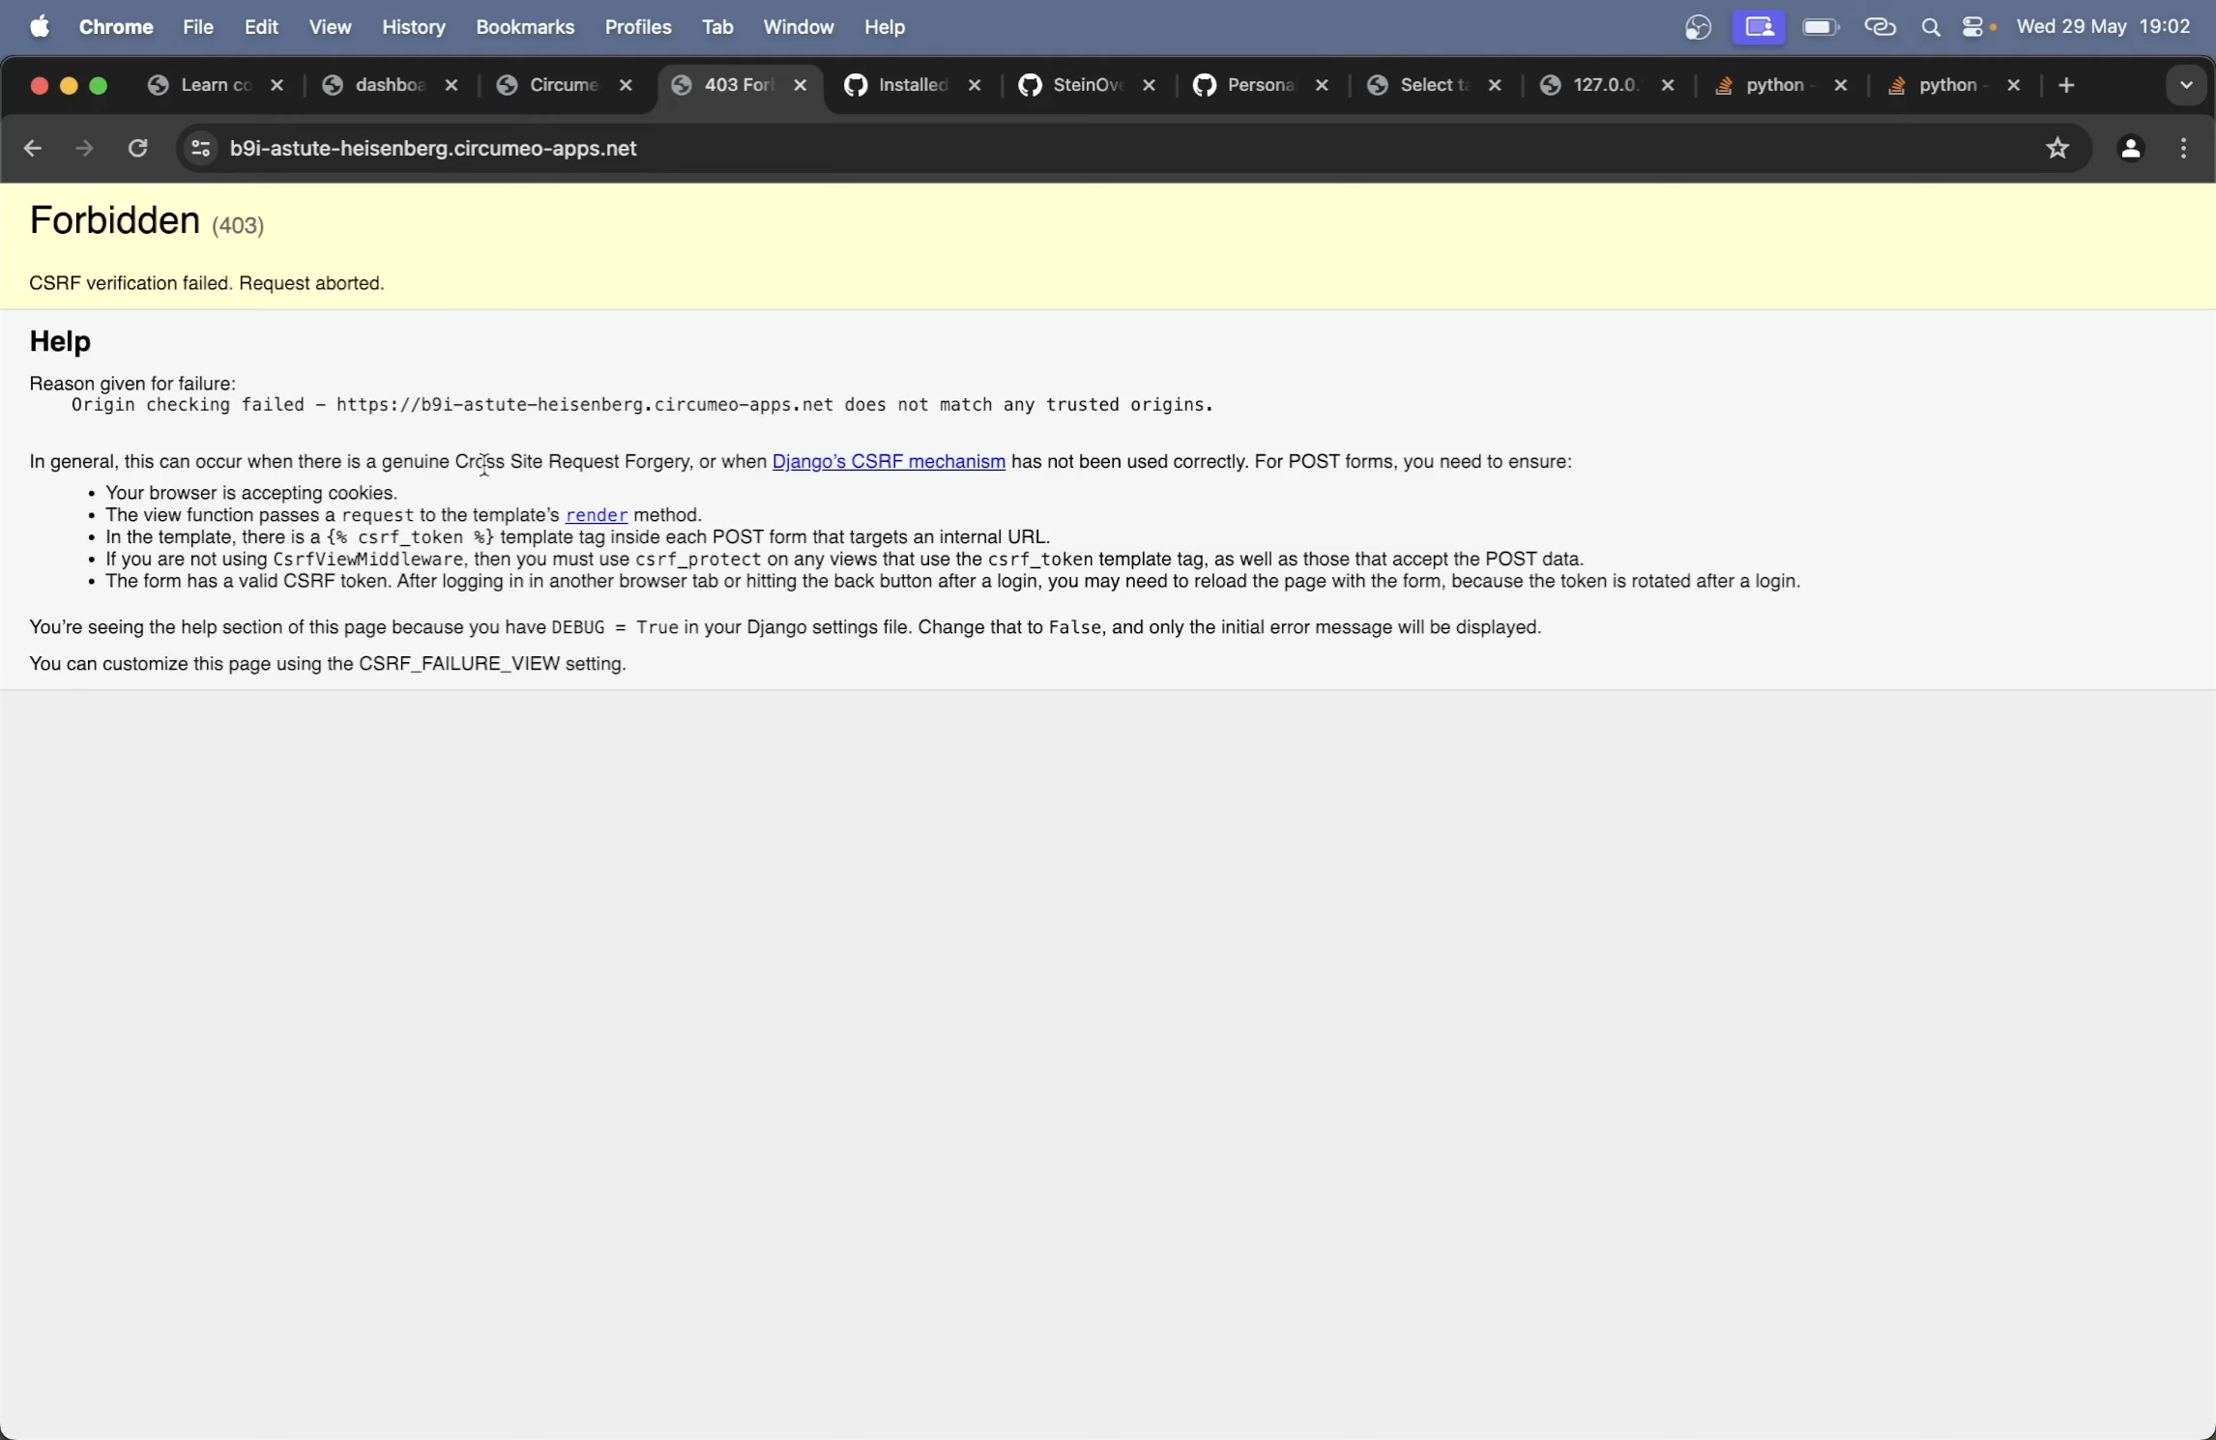 Chrome File Edit View History Bookmarks Profiles Tab Window Help Wed 29 May 19:02
Learn co dashboa Circume 403 Forb Installed SteinOve Persona Select ta 127.0.0. python - python -
b9i-astute-heisenberg.circumeo-apps.net
Forbidden (403)
CSRF verification failed. Request aborted.
Help
Reason given for failure:
Origin checking failed - https://b9i-astute-heisenberg.circumeo-apps.net does not match any trusted origins.
In general, this can occur when there is a genuine Cross Site Request Forgery, or when Django’s CSRF mechanism has not been used correctly. For POST forms, you need to ensure:
• Your browser is accepting cookies.
• The view function passes a request to the template’s render method.
• In the template, there is a {% csrf_token %} template tag inside each POST form that targets an internal URL.
• If you are not using CsrfViewMiddleware, then you must use csrf_protect on any views that use the csrf_token template tag, as well as those that accept the POST data.
• The form has a valid CSRF token. After logging in in another browser tab or hitting the back button after a login, you may need to reload the page with the form, because the token is rotated after a login.
You’re seeing the help section of this page because you have DEBUG = True in your Django settings file. Change that to False, and only the initial error message will be displayed.
You can customize this page using the CSRF_FAILURE_VIEW setting.